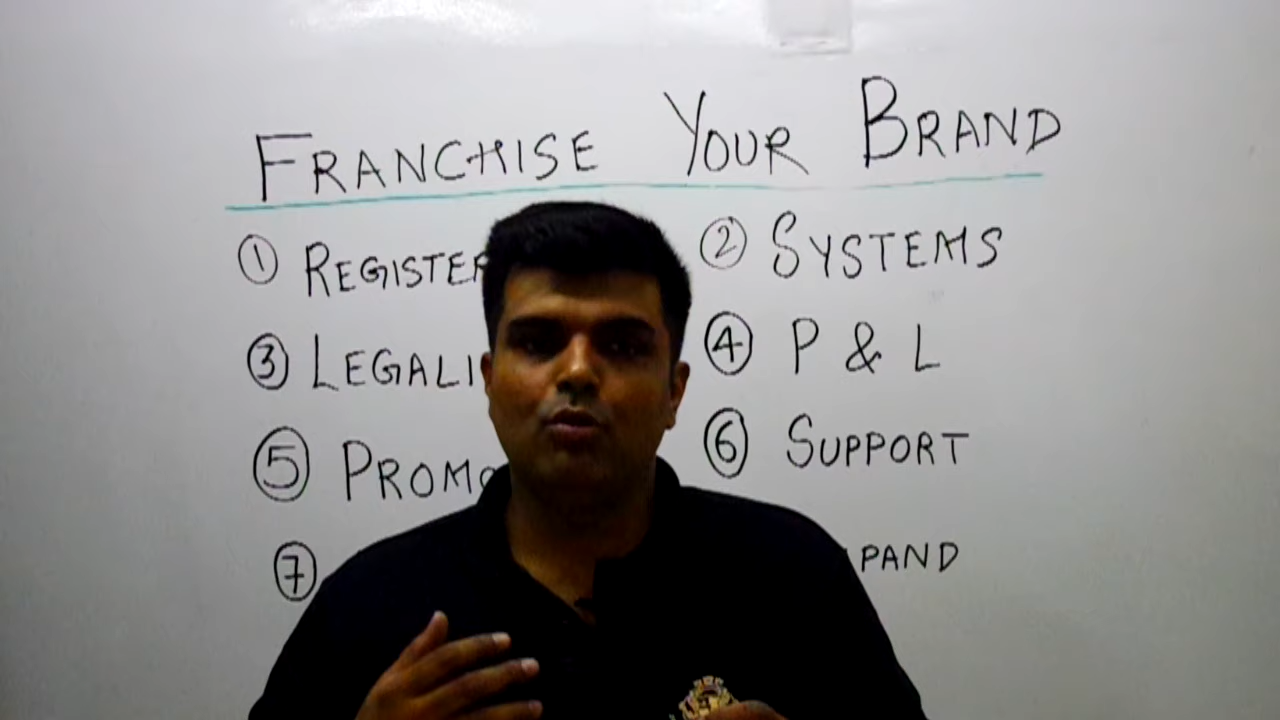 FRANCHISE YOUR BRAND
① REGISTER ② SYSTEMS
③ LEGALI ④ P & L
⑤ PROMO ⑥ SUPPORT
⑦ PAND